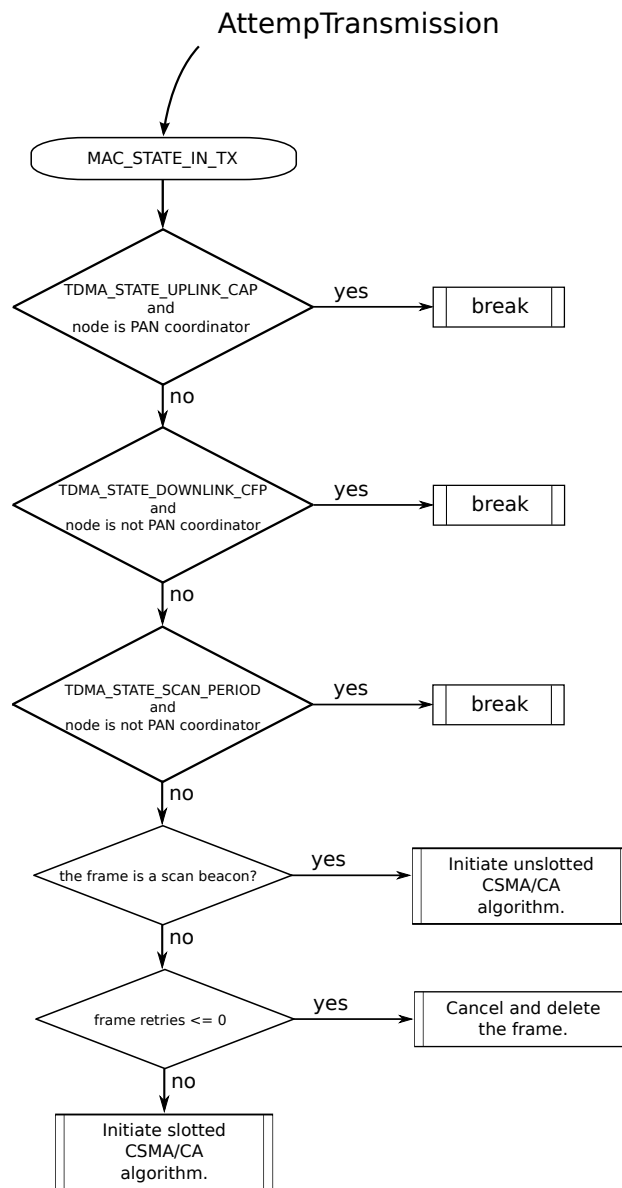 AttempTransmission
MAC_STATE_IN_TX
TDMA_STATE_UPLINK_CAP
and
node is PAN coordinator
yes
break
no
TDMA_STATE_DOWNLINK_CFP
and
node is not PAN coordinator
yes
break
no
TDMA_STATE_SCAN_PERIOD
and
node is not PAN coordinator
yes
break
no
the frame is a scan beacon?
yes
Initiate unslotted
CSMA/CA
algorithm.
no
frame retries <= 0
yes
Cancel and delete
the frame.
no
Initiate slotted
CSMA/CA
algorithm.